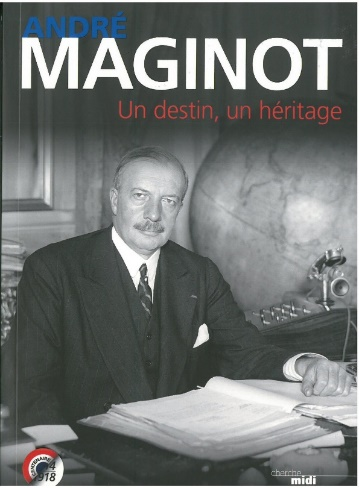 ANDRÉ
MAGINOT
Un destin, un héritage
cherche
midi